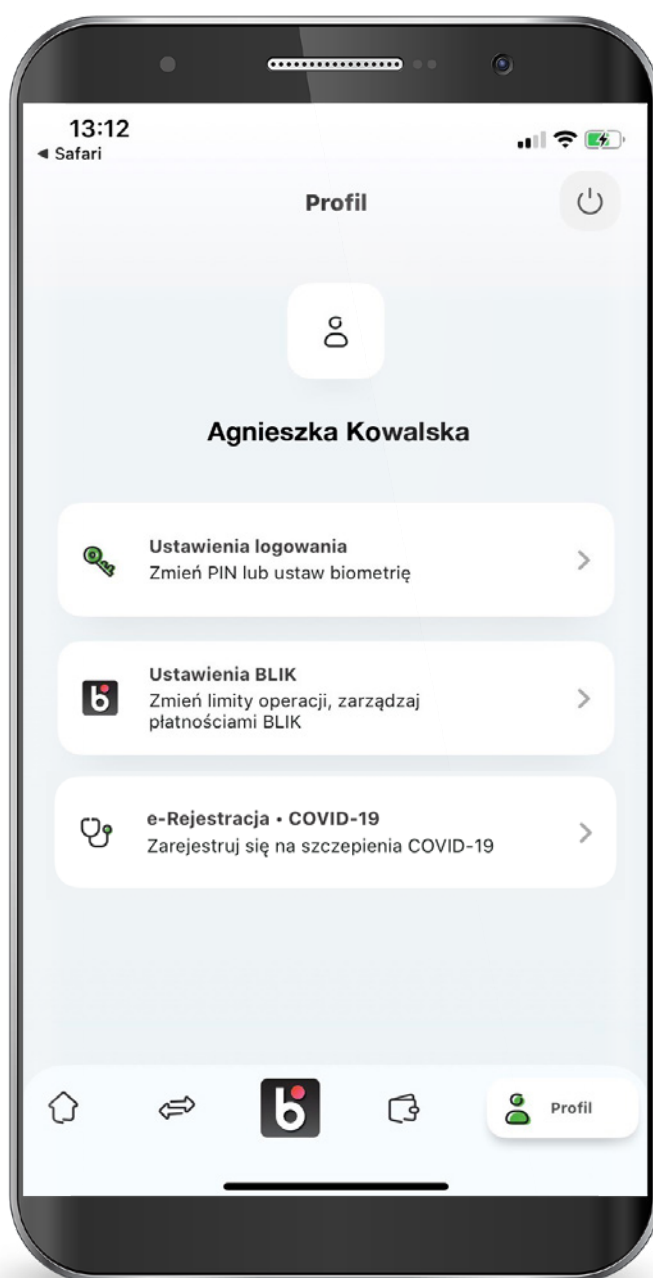 13:12
Safari
Profil
Agnieszka Kowalska
Ustawienia logowania
Zmień PIN lub ustaw biometrię
Ustawienia BLIK
Zmień limity operacji, zarządzaj
płatnościami BLIK
e-Rejestracja • COVID-19
Zarejestruj się na szczepienia COVID-19
Profil